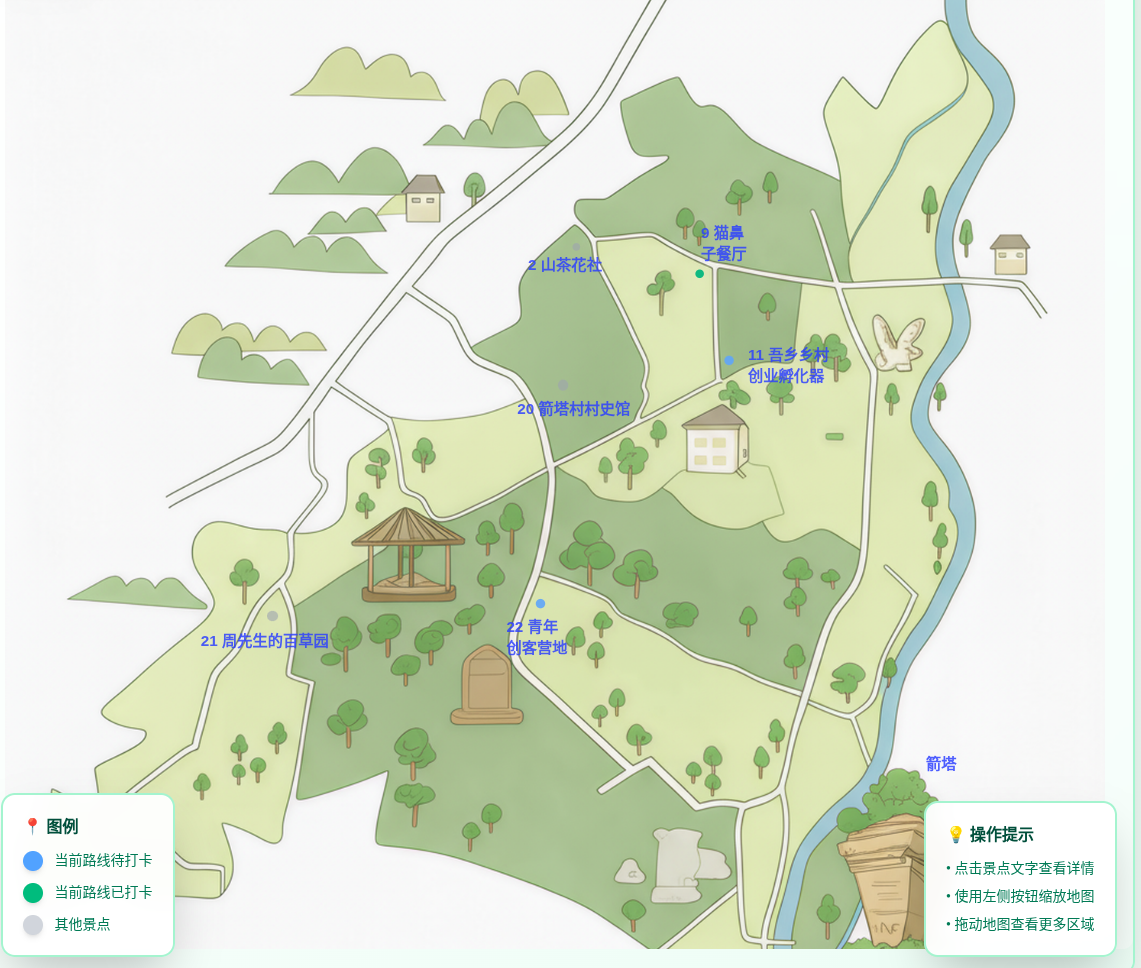 9 猫鼻
子餐厅
2 山茶花社
11 吾乡乡村
创业孵化器
20 箭塔村村史馆
22 青年
创客营地
21 周先生的百草园
箭塔
📍 图例
当前路线待打卡
当前路线已打卡
其他景点
💡 操作提示
• 点击景点文字查看详情
• 使用左侧按钮缩放地图
• 拖动地图查看更多区域